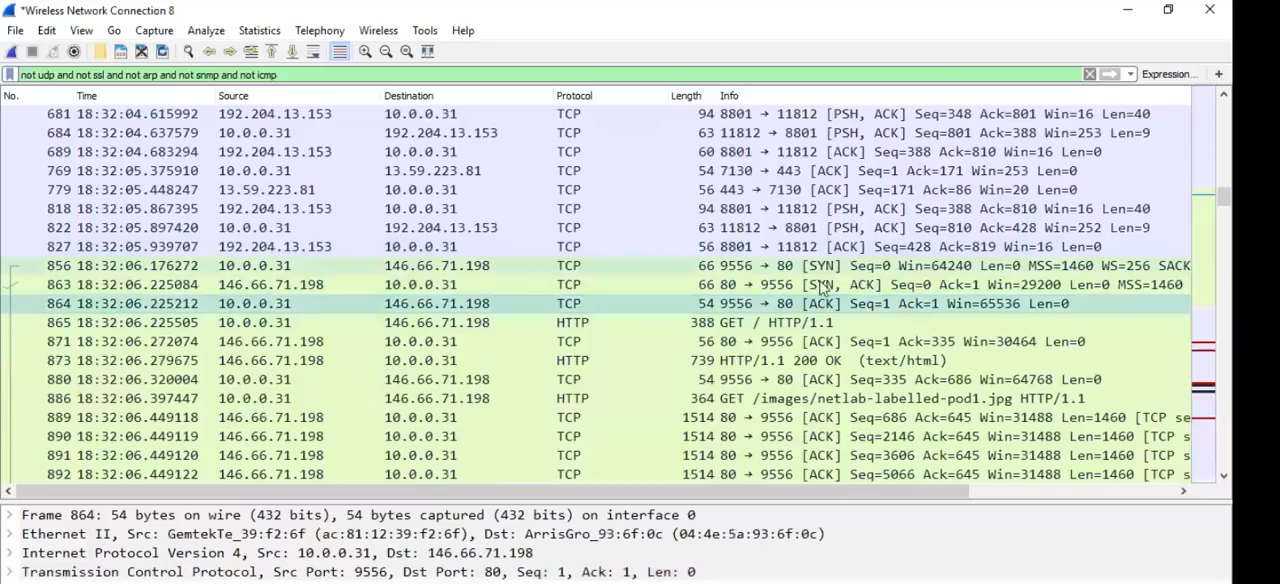 *Wireless Network Connection 8
File Edit View Go Capture Analyze Statistics Telephony Wireless Tools Help
not udp and not ssl and not arp and not snmp and not icmp Expression... +
No. Time Source Destination Protocol Length Info
681 18:32:04.615992 192.204.13.153 10.0.0.31 TCP 94 8801 → 11812 [PSH, ACK] Seq=348 Ack=801 Win=16 Len=40
684 18:32:04.637579 10.0.0.31 192.204.13.153 TCP 63 11812 → 8801 [PSH, ACK] Seq=801 Ack=388 Win=253 Len=9
689 18:32:04.683294 192.204.13.153 10.0.0.31 TCP 60 8801 → 11812 [ACK] Seq=388 Ack=810 Win=16 Len=0
769 18:32:05.375910 10.0.0.31 13.59.223.81 TCP 54 7130 → 443 [ACK] Seq=1 Ack=171 Win=253 Len=0
779 18:32:05.448247 13.59.223.81 10.0.0.31 TCP 56 443 → 7130 [ACK] Seq=171 Ack=86 Win=20 Len=0
818 18:32:05.867395 192.204.13.153 10.0.0.31 TCP 94 8801 → 11812 [PSH, ACK] Seq=388 Ack=810 Win=16 Len=40
822 18:32:05.897420 10.0.0.31 192.204.13.153 TCP 63 11812 → 8801 [PSH, ACK] Seq=810 Ack=428 Win=252 Len=9
827 18:32:05.939707 192.204.13.153 10.0.0.31 TCP 56 8801 → 11812 [ACK] Seq=428 Ack=819 Win=16 Len=0
856 18:32:06.176272 10.0.0.31 146.66.71.198 TCP 66 9556 → 80 [SYN] Seq=0 Win=64240 Len=0 MSS=1460 WS=256 SACK
863 18:32:06.225084 146.66.71.198 10.0.0.31 TCP 66 80 → 9556 [SYN, ACK] Seq=0 Ack=1 Win=29200 Len=0 MSS=1460
864 18:32:06.225212 10.0.0.31 146.66.71.198 TCP 54 9556 → 80 [ACK] Seq=1 Ack=1 Win=65536 Len=0
865 18:32:06.225505 10.0.0.31 146.66.71.198 HTTP 388 GET / HTTP/1.1
871 18:32:06.272074 146.66.71.198 10.0.0.31 TCP 56 80 → 9556 [ACK] Seq=1 Ack=335 Win=30464 Len=0
873 18:32:06.279675 146.66.71.198 10.0.0.31 HTTP 739 HTTP/1.1 200 OK (text/html)
880 18:32:06.320004 10.0.0.31 146.66.71.198 TCP 54 9556 → 80 [ACK] Seq=335 Ack=686 Win=64768 Len=0
886 18:32:06.397447 10.0.0.31 146.66.71.198 HTTP 364 GET /images/netlab-labelled-pod1.jpg HTTP/1.1
889 18:32:06.449118 146.66.71.198 10.0.0.31 TCP 1514 80 → 9556 [ACK] Seq=686 Ack=645 Win=31488 Len=1460 [TCP se
890 18:32:06.449119 146.66.71.198 10.0.0.31 TCP 1514 80 → 9556 [ACK] Seq=2146 Ack=645 Win=31488 Len=1460 [TCP s
891 18:32:06.449120 146.66.71.198 10.0.0.31 TCP 1514 80 → 9556 [ACK] Seq=3606 Ack=645 Win=31488 Len=1460 [TCP s
892 18:32:06.449122 146.66.71.198 10.0.0.31 TCP 1514 80 → 9556 [ACK] Seq=5066 Ack=645 Win=31488 Len=1460 [TCP s
Frame 864: 54 bytes on wire (432 bits), 54 bytes captured (432 bits) on interface 0
Ethernet II, Src: GemtekTe_39:f2:6f (ac:81:12:39:f2:6f), Dst: ArrisGro_93:6f:0c (04:4e:5a:93:6f:0c)
Internet Protocol Version 4, Src: 10.0.0.31, Dst: 146.66.71.198
Transmission Control Protocol, Src Port: 9556, Dst Port: 80, Seq: 1, Ack: 1, Len: 0